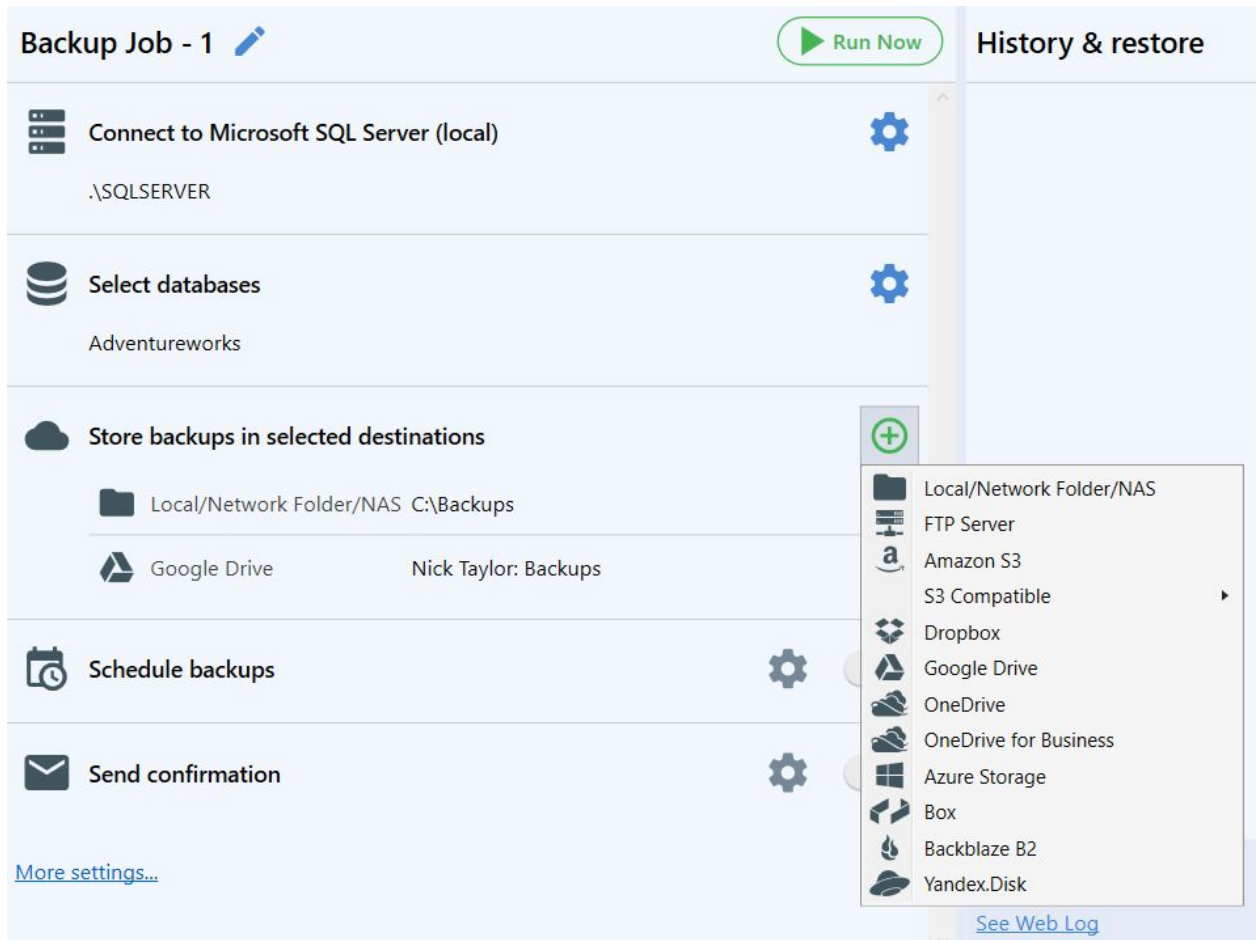 Backup Job - 1
Run Now
History & restore
Connect to Microsoft SQL Server (local)
.\SQLSERVER
Select databases
Adventureworks
Store backups in selected destinations
Local/Network Folder/NAS C:\Backups
Google Drive Nick Taylor: Backups
Schedule backups
Send confirmation
More settings...
Local/Network Folder/NAS
FTP Server
Amazon S3
S3 Compatible
Dropbox
Google Drive
OneDrive
OneDrive for Business
Azure Storage
Box
Backblaze B2
Yandex.Disk
See Web Log